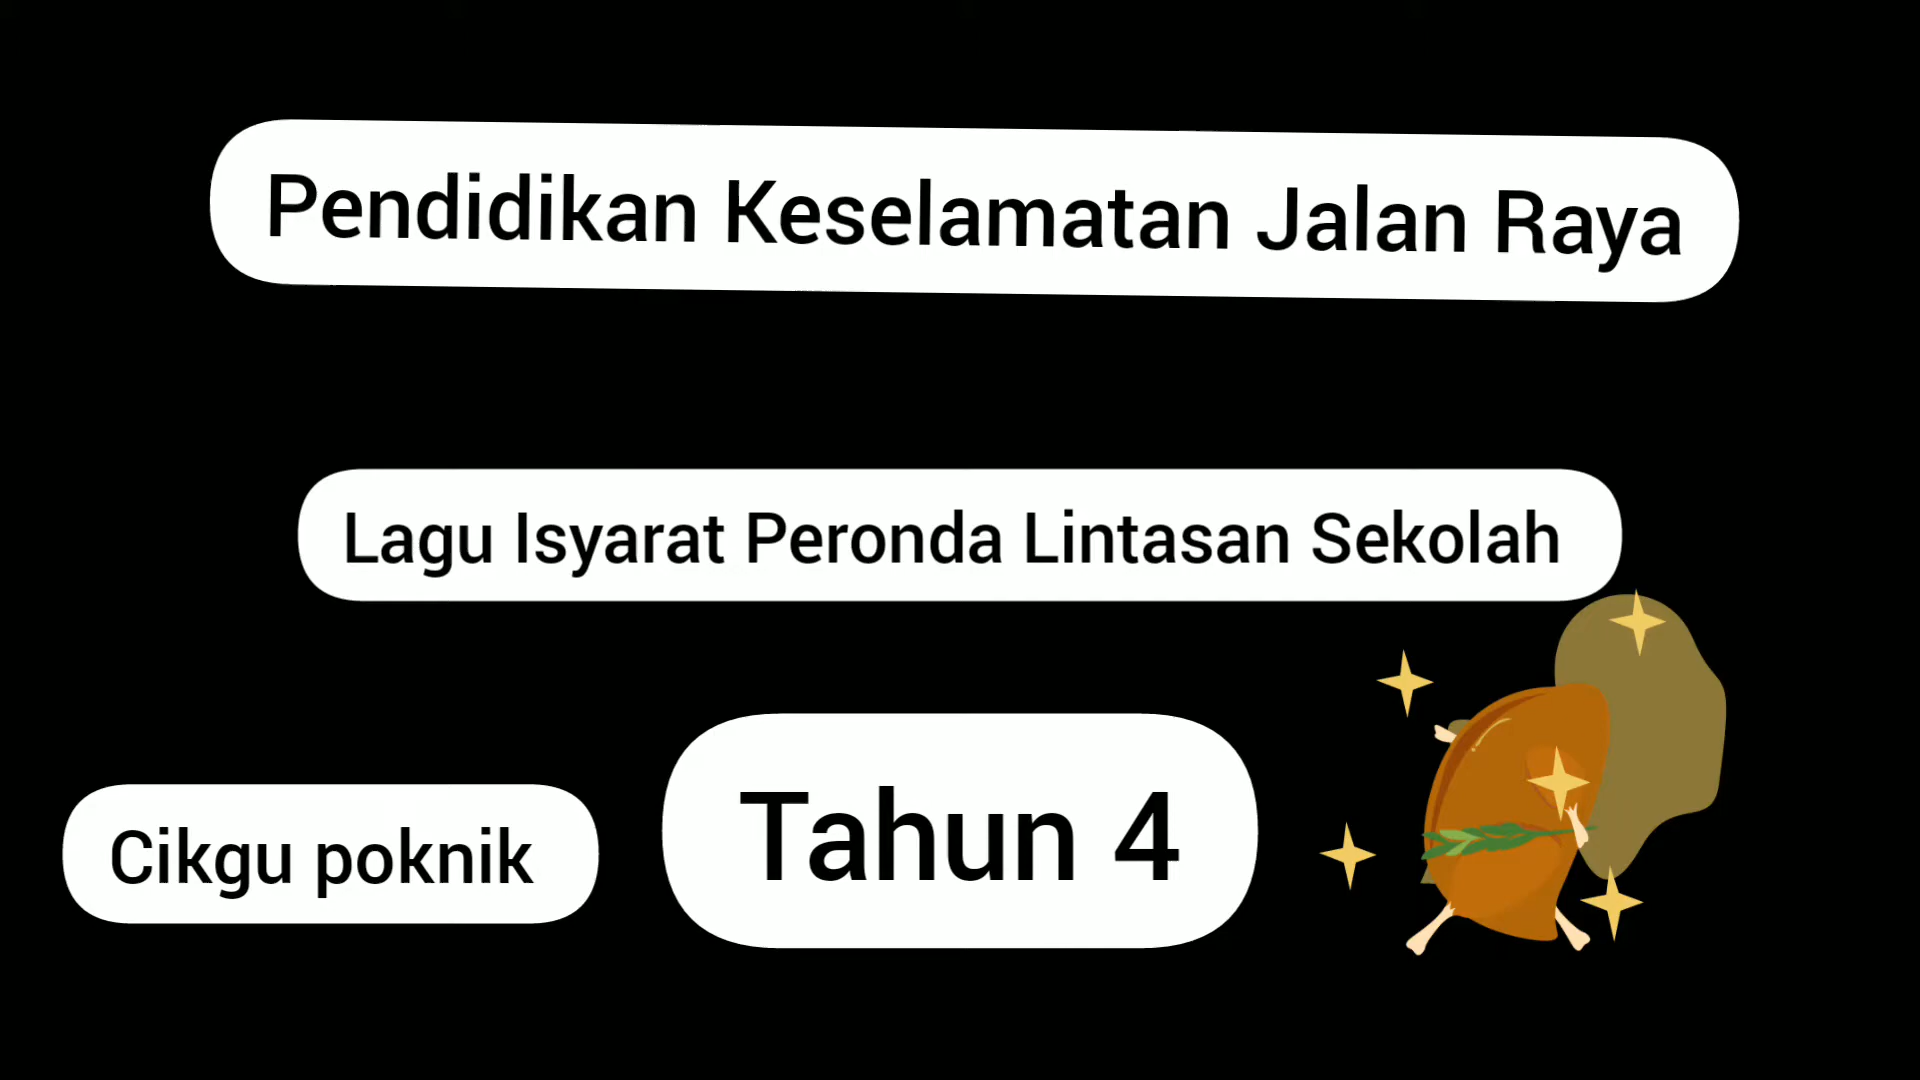 Pendidikan Keselamatan Jalan Raya
Lagu Isyarat Peronda Lintasan Sekolah
Cikgu poknik
Tahun 4